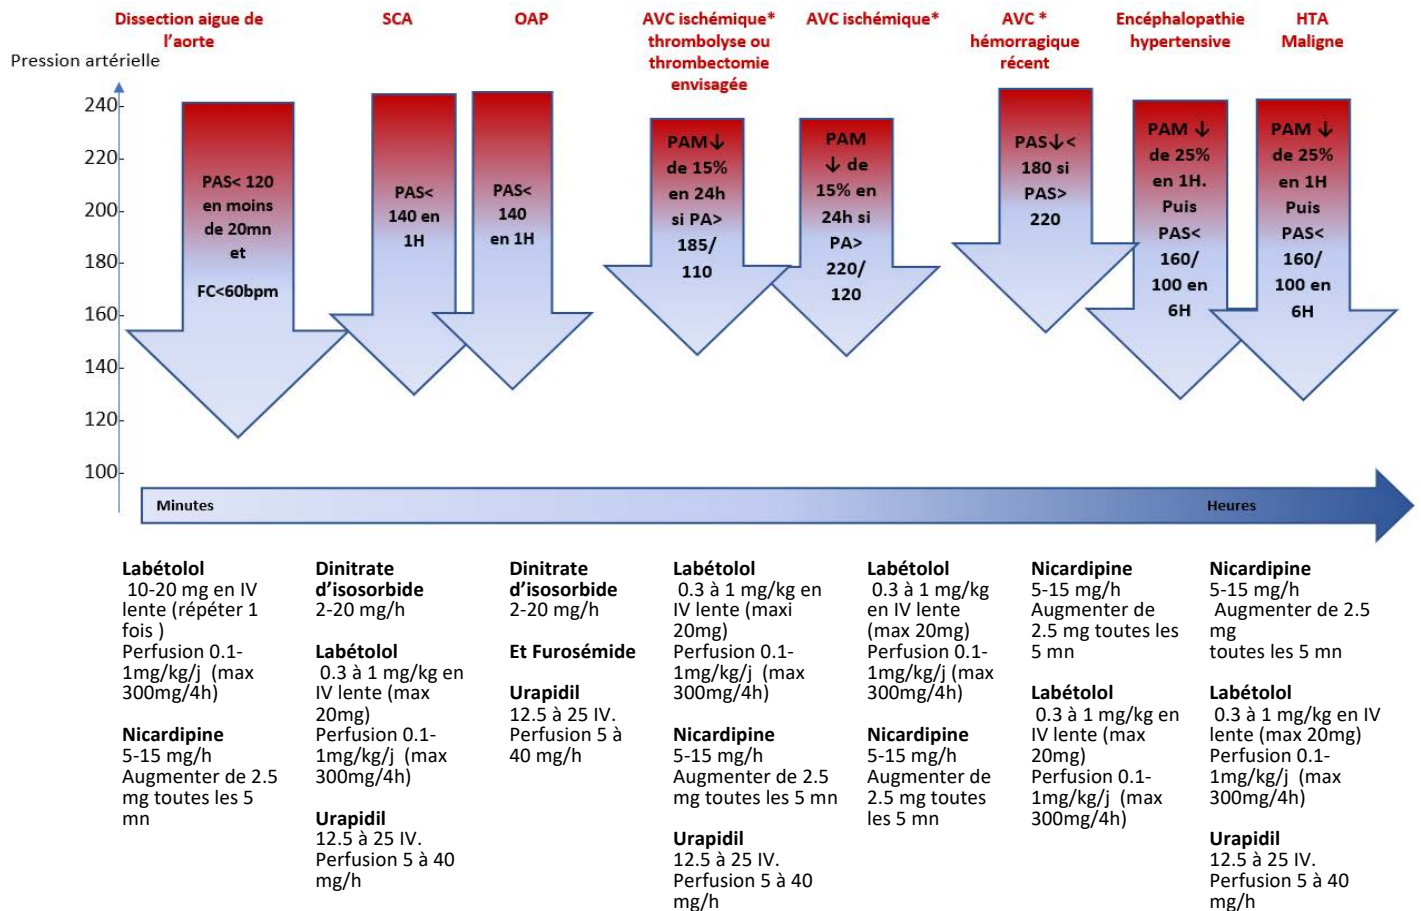 Dissection aigue de
l'aorte
SCA
OAP
AVC ischémique*
thrombolyse ou
thrombectomie
envisagée
AVC ischémique*
AVC *
hémorragique
récent
Encéphalopathie
hypertensive
HTA
Maligne
Pression artérielle
240
220
200
180
160
140
120
100
PAS< 120
en moins
de 20mn
et
FC<60bpm
PAS<
140 en
1H
PAS<
140
en 1H
PAM↓
de 15%
en 24h
si PA>
185/
110
PAM
↓ de
15% en
24h si
PA>
220/
120
PAS↓<
180 si
PAS>
220
PAM ↓
de 25%
en 1H.
Puis
PAS<
160/
100 en
6H
PAM ↓
de 25%
en 1H
Puis
PAS<
160/
100 en
6H
Minutes
Heures
Labétolol
10-20 mg en IV
lente (répéter 1
fois )
Perfusion 0.1-
1mg/kg/j (max
300mg/4h)
Nicardipine
5-15 mg/h
Augmenter de 2.5
mg toutes les 5
mn
Dinitrate
d'isosorbide
2-20 mg/h
Labétolol
0.3 à 1 mg/kg en
IV lente (max
20mg)
Perfusion 0.1-
1mg/kg/j (max
300mg/4h)
Urapidil
12.5 à 25 IV.
Perfusion 5 à 40
mg/h
Dinitrate
d'isosorbide
2-20 mg/h
Et Furosémide
Urapidil
12.5 à 25 IV.
Perfusion 5 à
40 mg/h
Labétolol
0.3 à 1 mg/kg en
IV lente (maxi
20mg)
Perfusion 0.1-
1mg/kg/j (max
300mg/4h)
Nicardipine
5-15 mg/h
Augmenter de 2.5
mg toutes les 5 mn
Urapidil
12.5 à 25 IV.
Perfusion 5 à 40
mg/h
Labétolol
0.3 à 1 mg/kg
en IV lente
(max 20mg)
Perfusion 0.1-
1mg/kg/j (max
300mg/4h)
Nicardipine
5-15 mg/h
Augmenter de
2.5 mg toutes
les 5 mn
Nicardipine
5-15 mg/h
Augmenter de
2.5 mg toutes les
5 mn
Labétolol
0.3 à 1 mg/kg en
IV lente (max
20mg)
Perfusion 0.1-
1mg/kg/j (max
300mg/4h)
Nicardipine
5-15 mg/h
Augmenter de 2.5
mg
toutes les 5 mn
Labétolol
0.3 à 1 mg/kg en IV
lente (max 20mg)
Perfusion 0.1-
1mg/kg/j (max
300mg/4h)
Urapidil
12.5 à 25 IV.
Perfusion 5 à 40
mg/h